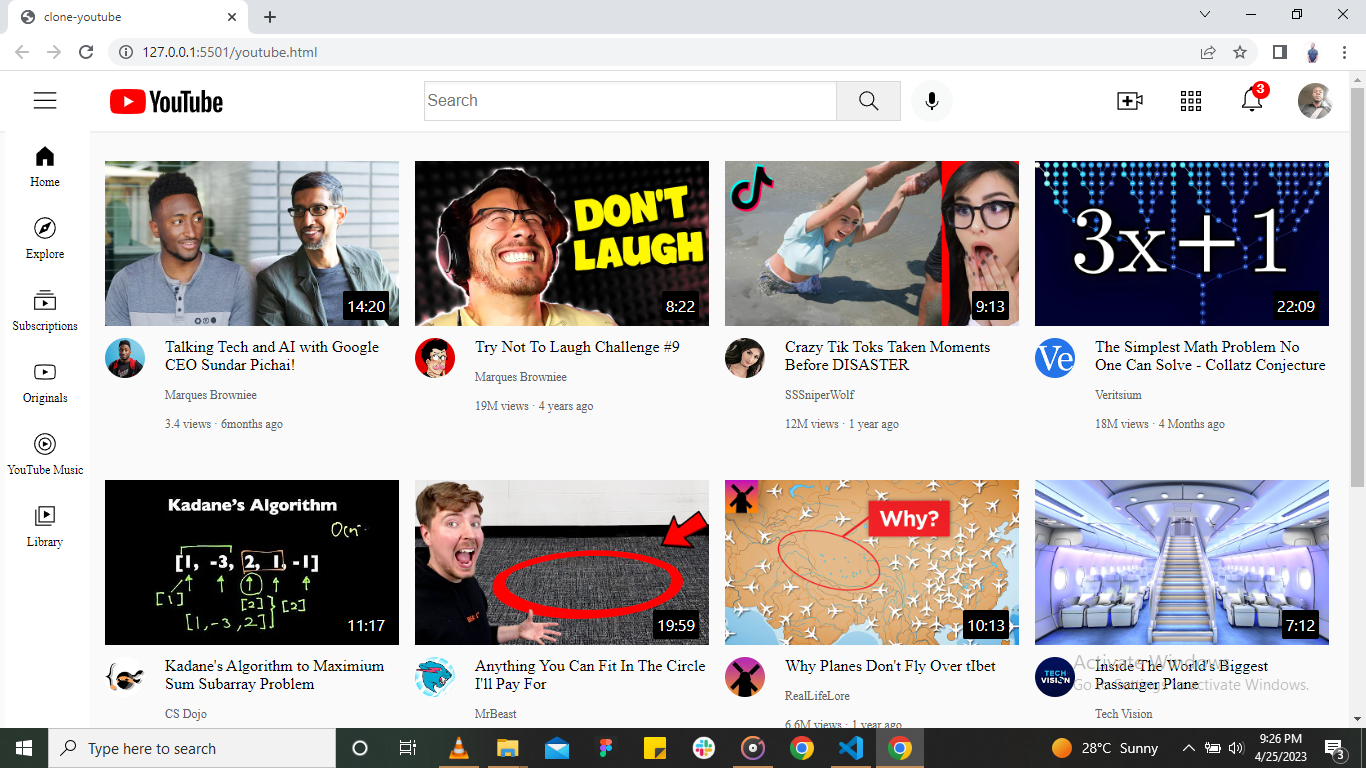 clone-youtube
127.0.0.1:5501/youtube.html
YouTube
Search
3
Home
Explore
Subscriptions
Originals
YouTube Music
Library
14:20
DON'T
LAUGH
8:22
9:13
3x+1
22:09
Talking Tech and AI with Google
CEO Sundar Pichai!
Marques Browniee
3.4 views · 6months ago
Try Not To Laugh Challenge #9
Marques Browniee
19M views · 4 years ago
Crazy Tik Toks Taken Moments
Before DISASTER
SSSniperWolf
12M views · 1 year ago
Ve
The Simplest Math Problem No
One Can Solve - Collatz Conjecture
Veritsium
18M views · 4 Months ago
Kadane's Algorithm
[1, -3, 2, 1, -1]
[1]
[2]
[2]
[1, -3, 2]
11:17
19:59
Why?
10:13
7:12
Kadane's Algorithm to Maximium
Sum Subarray Problem
CS Dojo
Anything You Can Fit In The Circle
I'll Pay For
MrBeast
Why Planes Don't Fly Over tIbet
RealLifeLore
6.6M views · 1 year ago
TECH
VISION
Inside The World's Biggest
Passanger Plane
Tech Vision
Activate Windows
Go to Settings to activate Windows.
Type here to search
28°C Sunny
9:26 PM
4/25/2023
3